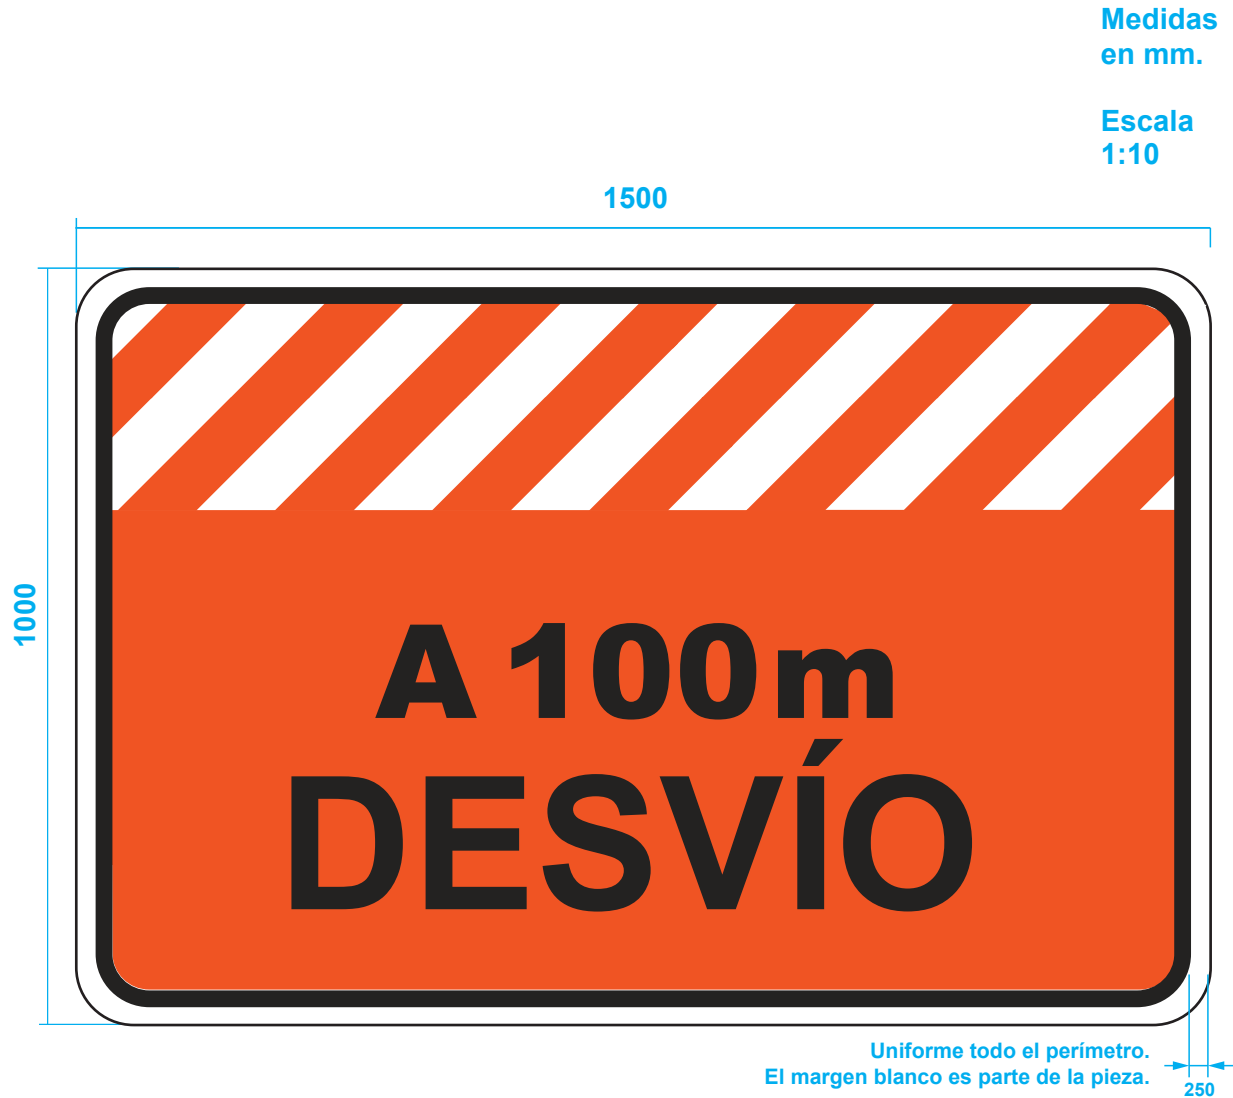 Medidas
en mm.
Escala
1:10
1500
1000
A 100 m
DESVÍO
Uniforme todo el perímetro.
El margen blanco es parte de la pieza.
250